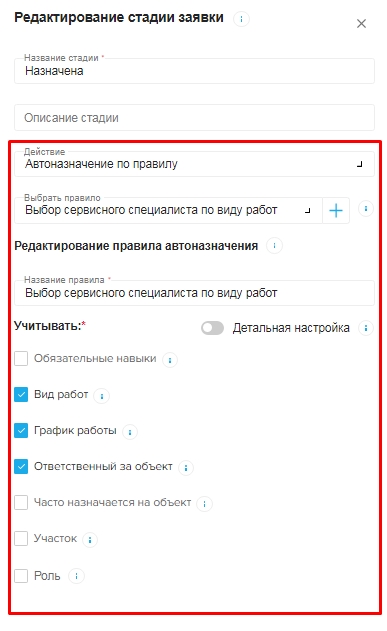 Редактирование стадии заявки
Название стадии *
Назначена
Описание стадии
Действие
Автоназначение по правилу
Выбрать правило
Выбор сервисного специалиста по виду работ
Редактирование правила автоназначения
Название правила *
Выбор сервисного специалиста по виду работ
Учитывать:* Детальная настройка
Обязательные навыки
Вид работ
График работы
Ответственный за объект
Часто назначается на объект
Участок
Роль